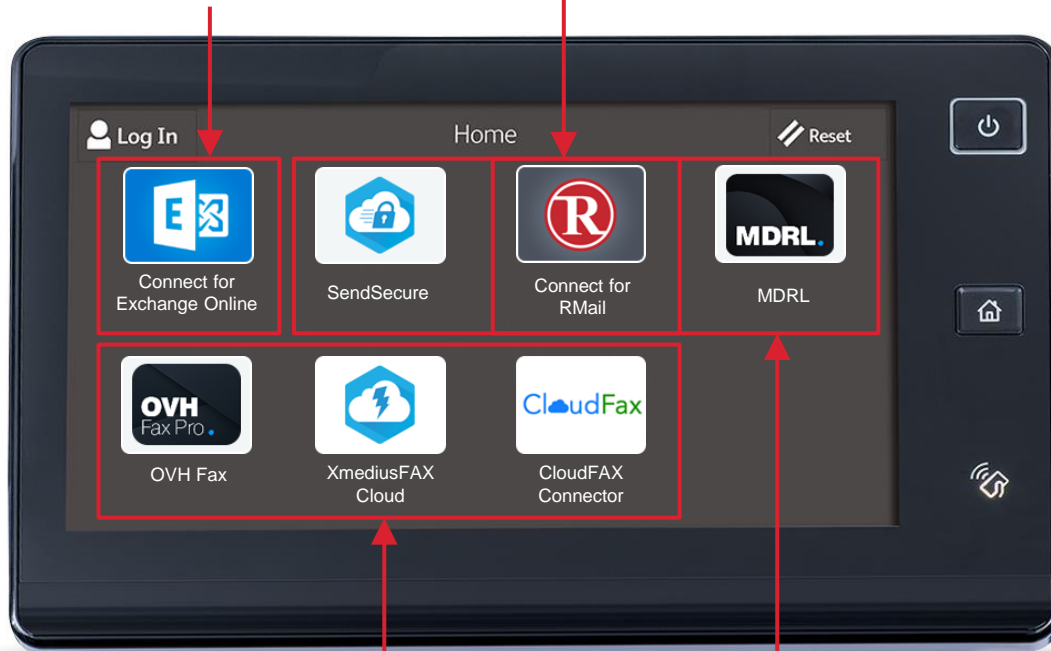 Log In
Home
Reset
E
R
MDRL.
Connect for
Exchange Online
SendSecure
Connect for
RMail
MDRL
OVH
Fax Pro.
CloudFax
OVH Fax
XmediusFAX
Cloud
CloudFAX
Connector